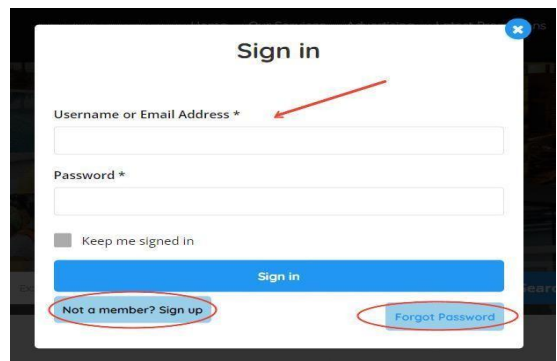 Sign in
Username or Email Address *
Password *
Keep me signed in
Sign in
Not a member? Sign up
Forgot Password